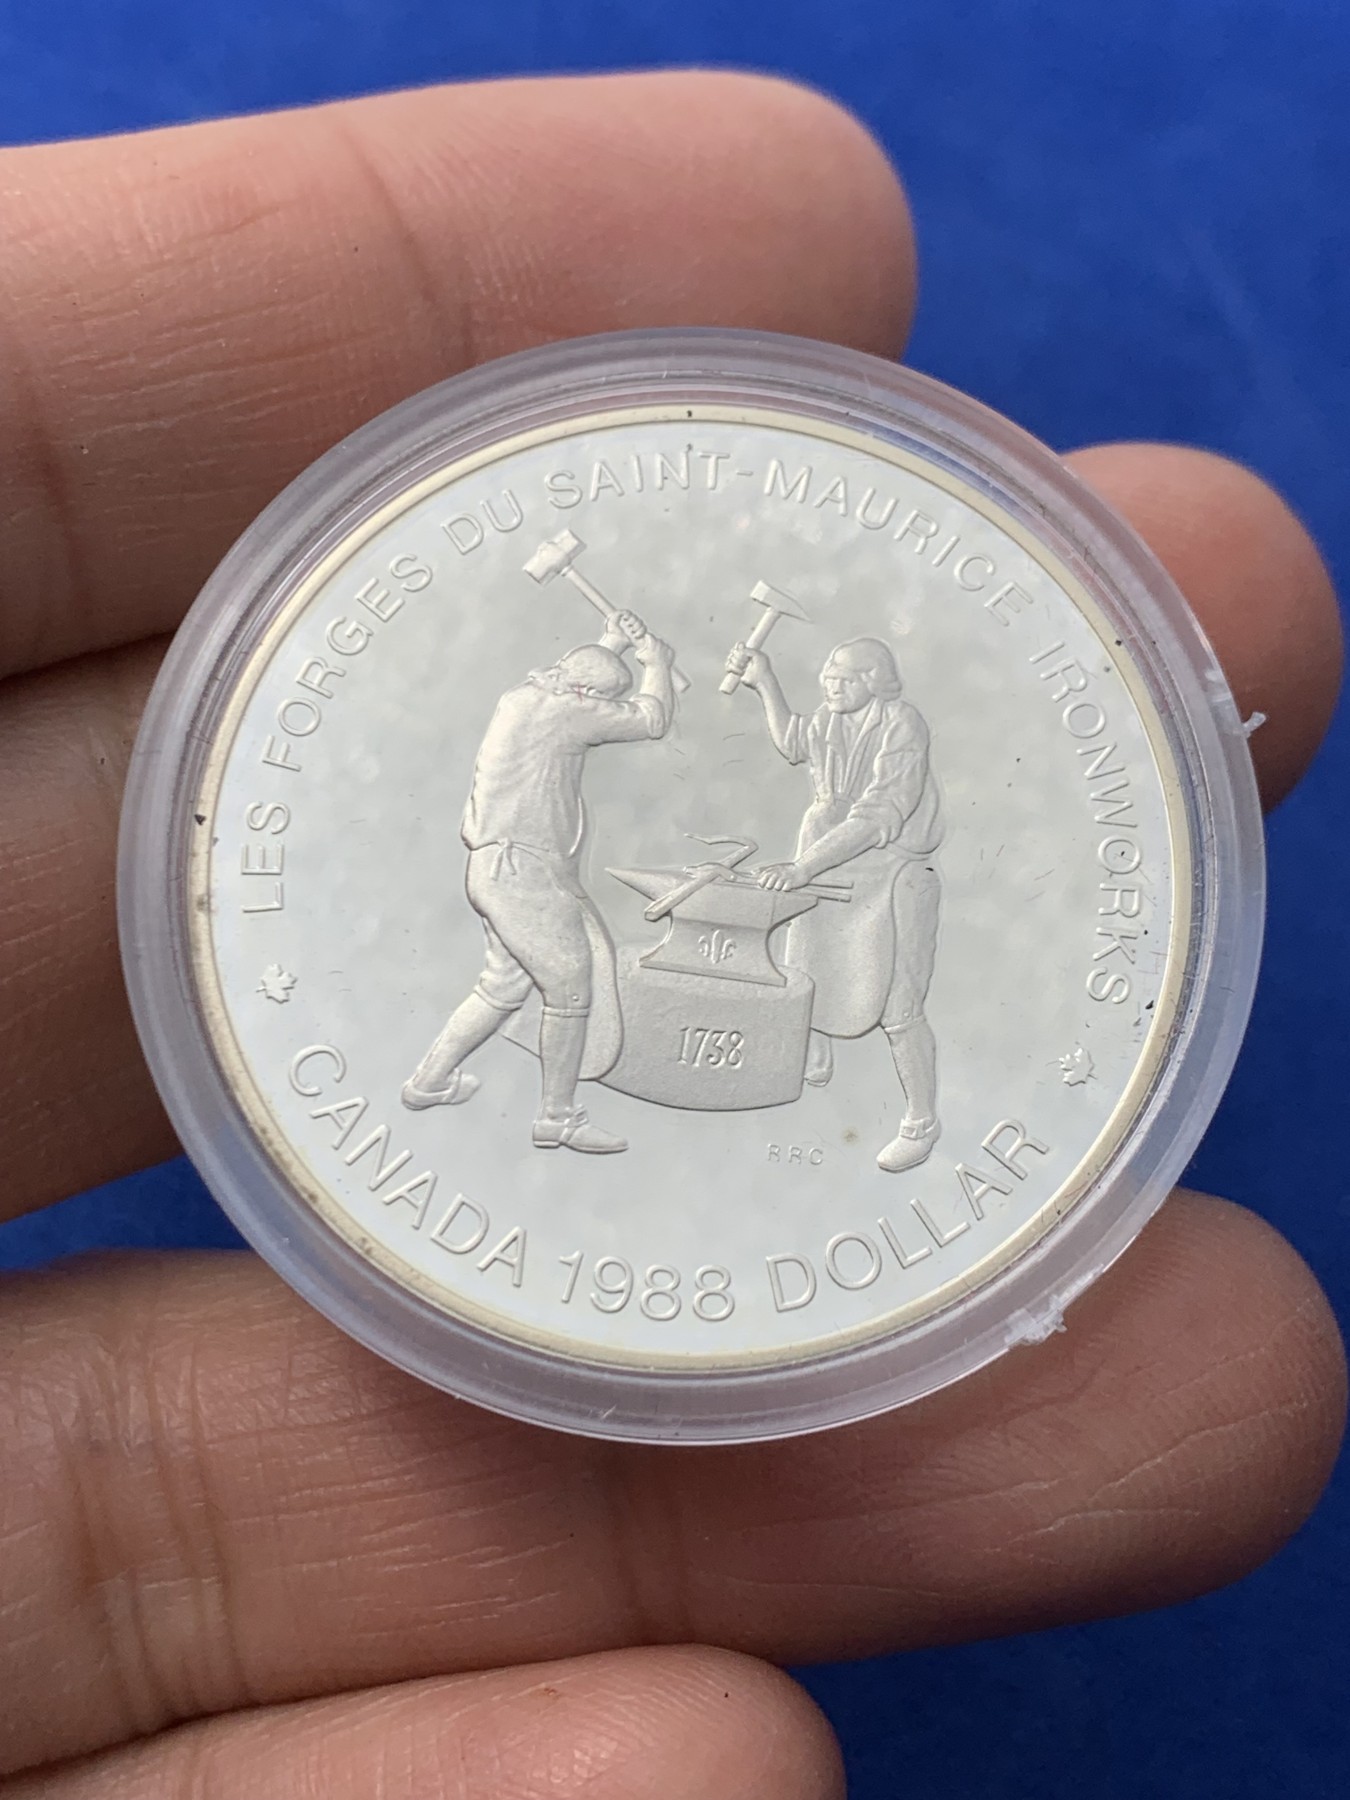 LES FORGES DU SAINT-MAURICE IRONWORKS
1738
RRC
CANADA 1988 DOLLAR